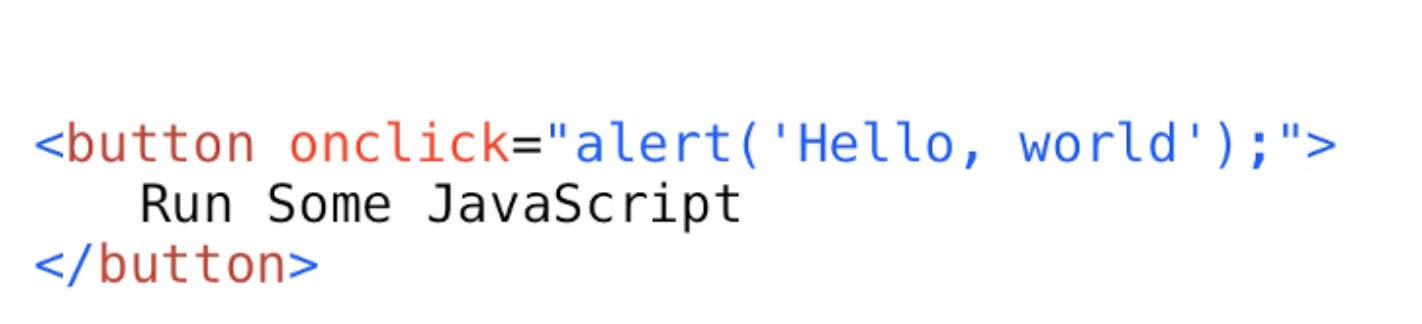 <button onclick="alert('Hello, world');">
Run Some JavaScript
</button>